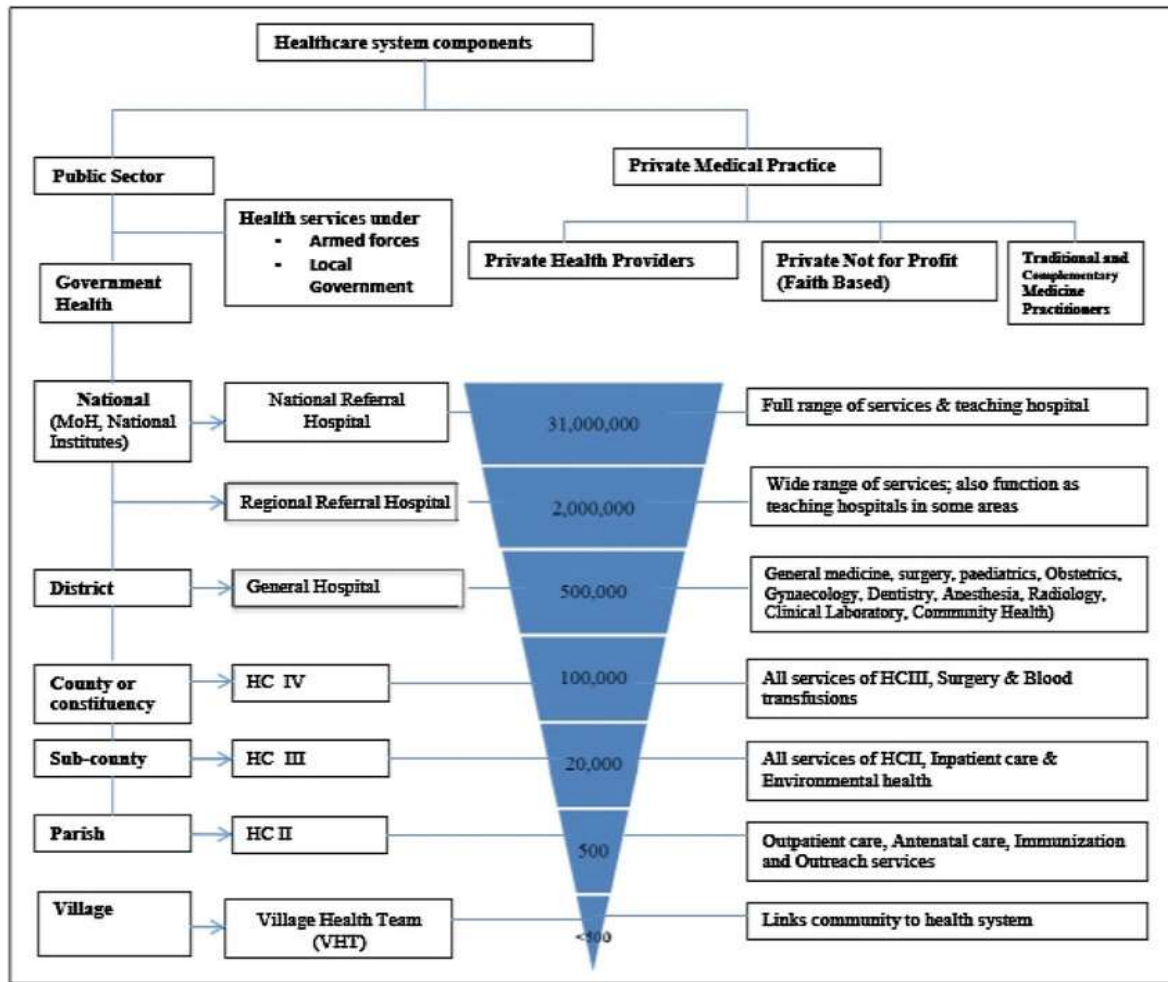 Healthcare system components
Public Sector
Private Medical Practice
Health services under
- Armed forces
- Local
Government
Private Health Providers
Private Not for Profit
(Faith Based)
Traditional and
Complementary
Medicine
Practitioners
Government
Health
National
(MoH, National
Institutes)
National Referral
Hospital
31,000,000
Full range of services & teaching hospital
Regional Referral Hospital
2,000,000
Wide range of services; also function as
teaching hospitals in some areas
District
General Hospital
500,000
General medicine, surgery, paediatrics, Obstetrics,
Gynaecology, Dentistry, Anesthesia, Radiology,
Clinical Laboratory, Community Health)
County or
constituency
HC IV
100,000
All services of HCIII, Surgery & Blood
transfusions
Sub-county
HC III
20,000
All services of HCII, Inpatient care &
Environmental health
Parish
HC II
500
Outpatient care, Antenatal care, Immunization
and Outreach services
Village
Village Health Team
(VHT)
<500
Links community to health system